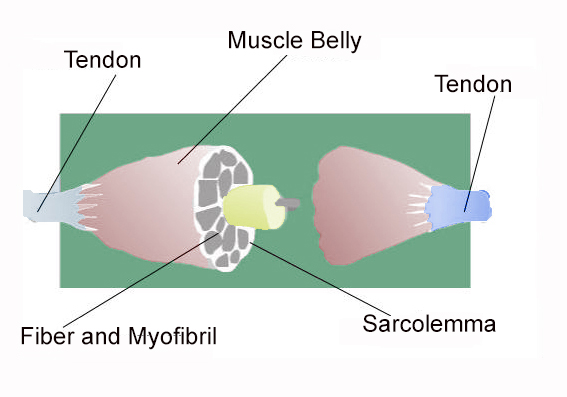 Muscle Belly
Tendon
Tendon
Fiber and Myofibril
Sarcolemma